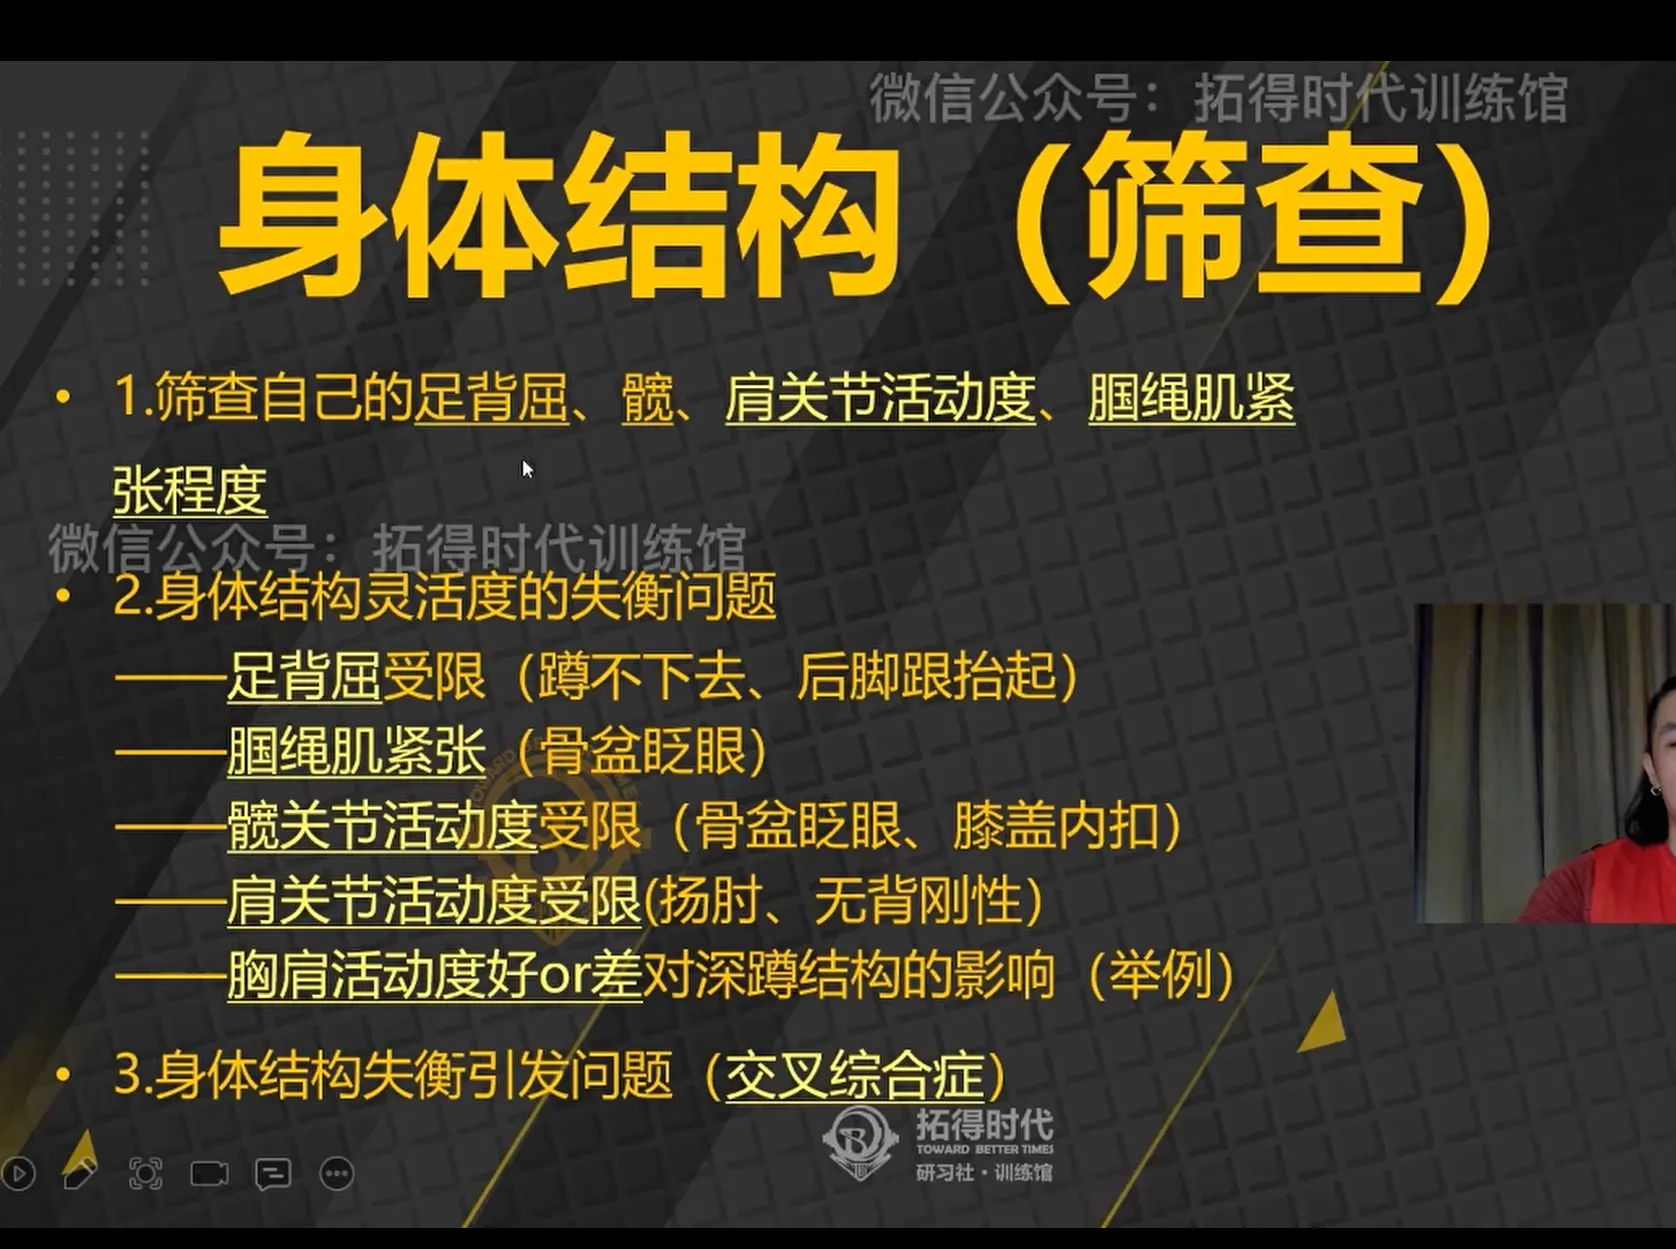 微信公众号：拓得时代训练馆
身体结构（筛查）
• 1.筛查自己的足背屈、髋、肩关节活动度、腘绳肌紧
张程度
微信公众号：拓得时代训练馆
• 2.身体结构灵活度的失衡问题
——足背屈受限（蹲不下去、后脚跟抬起）
——腘绳肌紧张（骨盆眨眼）
——髋关节活动度受限（骨盆眨眼、膝盖内扣）
——肩关节活动度受限(扬肘、无背刚性）
——胸肩活动度好or差对深蹲结构的影响（举例）
• 3.身体结构失衡引发问题（交叉综合症）
拓得时代
TOWARD BETTER TIMES
研习社·训练馆